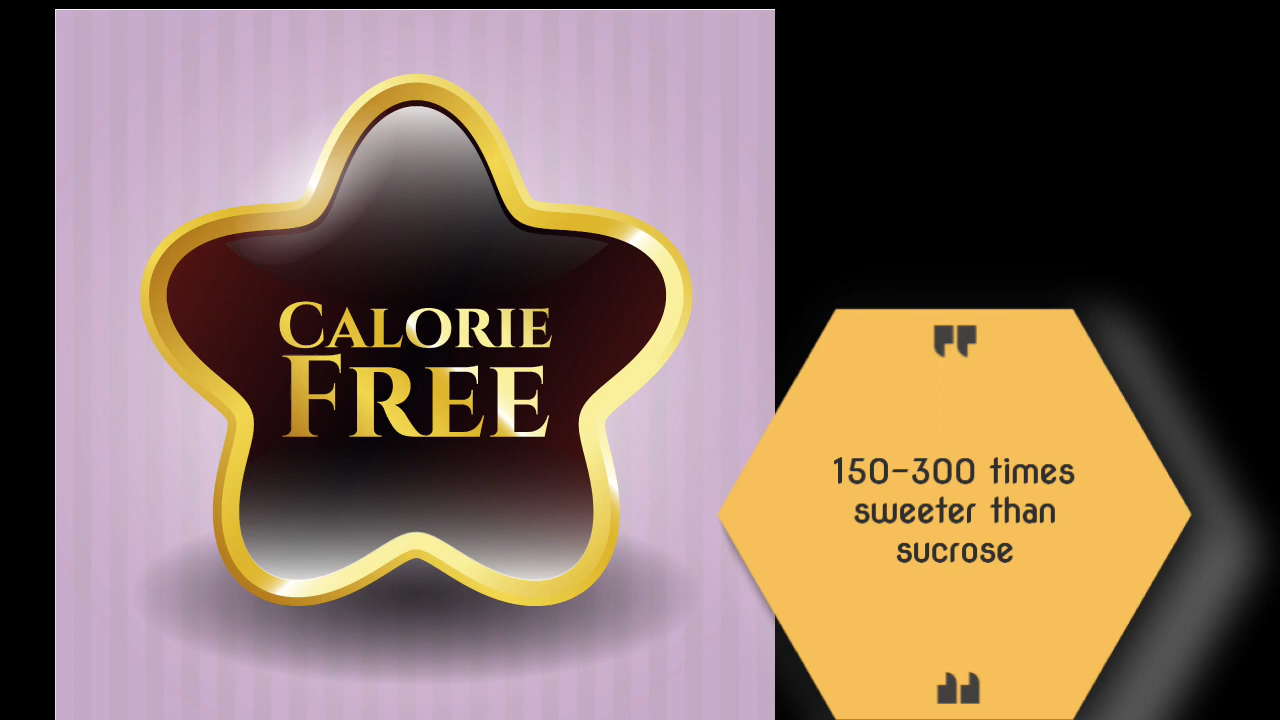 Calorie
Free
"
150-300 times
sweeter than
sucrose
"